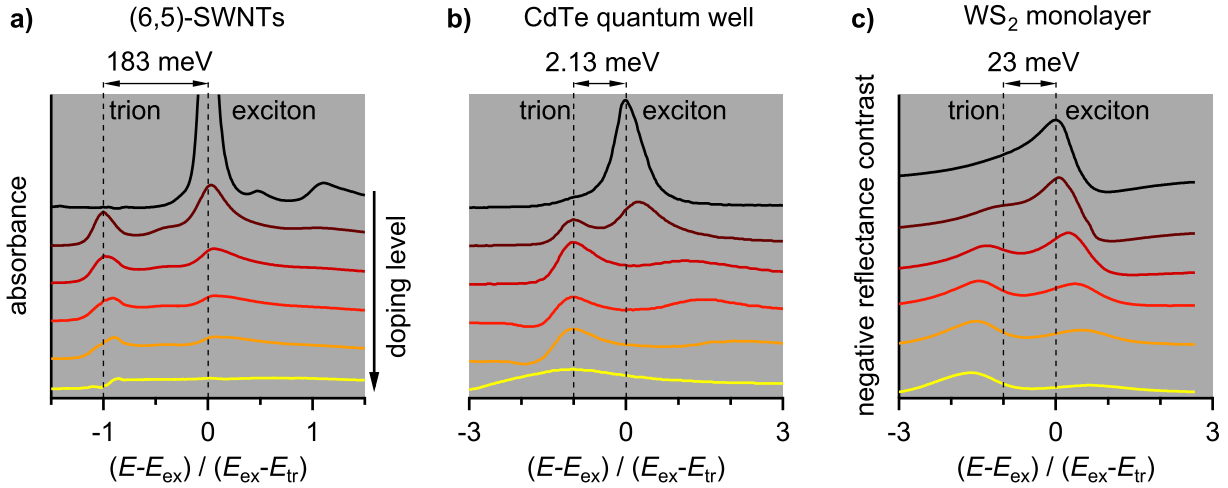 a)
(6,5)-SWNTs
183 meV
trion
exciton
absorbance
doping level
-1
0
1
(E-Eex) / (Eex-Etr)
b)
CdTe quantum well
2.13 meV
trion
exciton
-3
0
3
(E-Eex) / (Eex-Etr)
c)
WS2 monolayer
23 meV
trion
exciton
negative reflectance contrast
-3
0
3
(E-Eex) / (Eex-Etr)